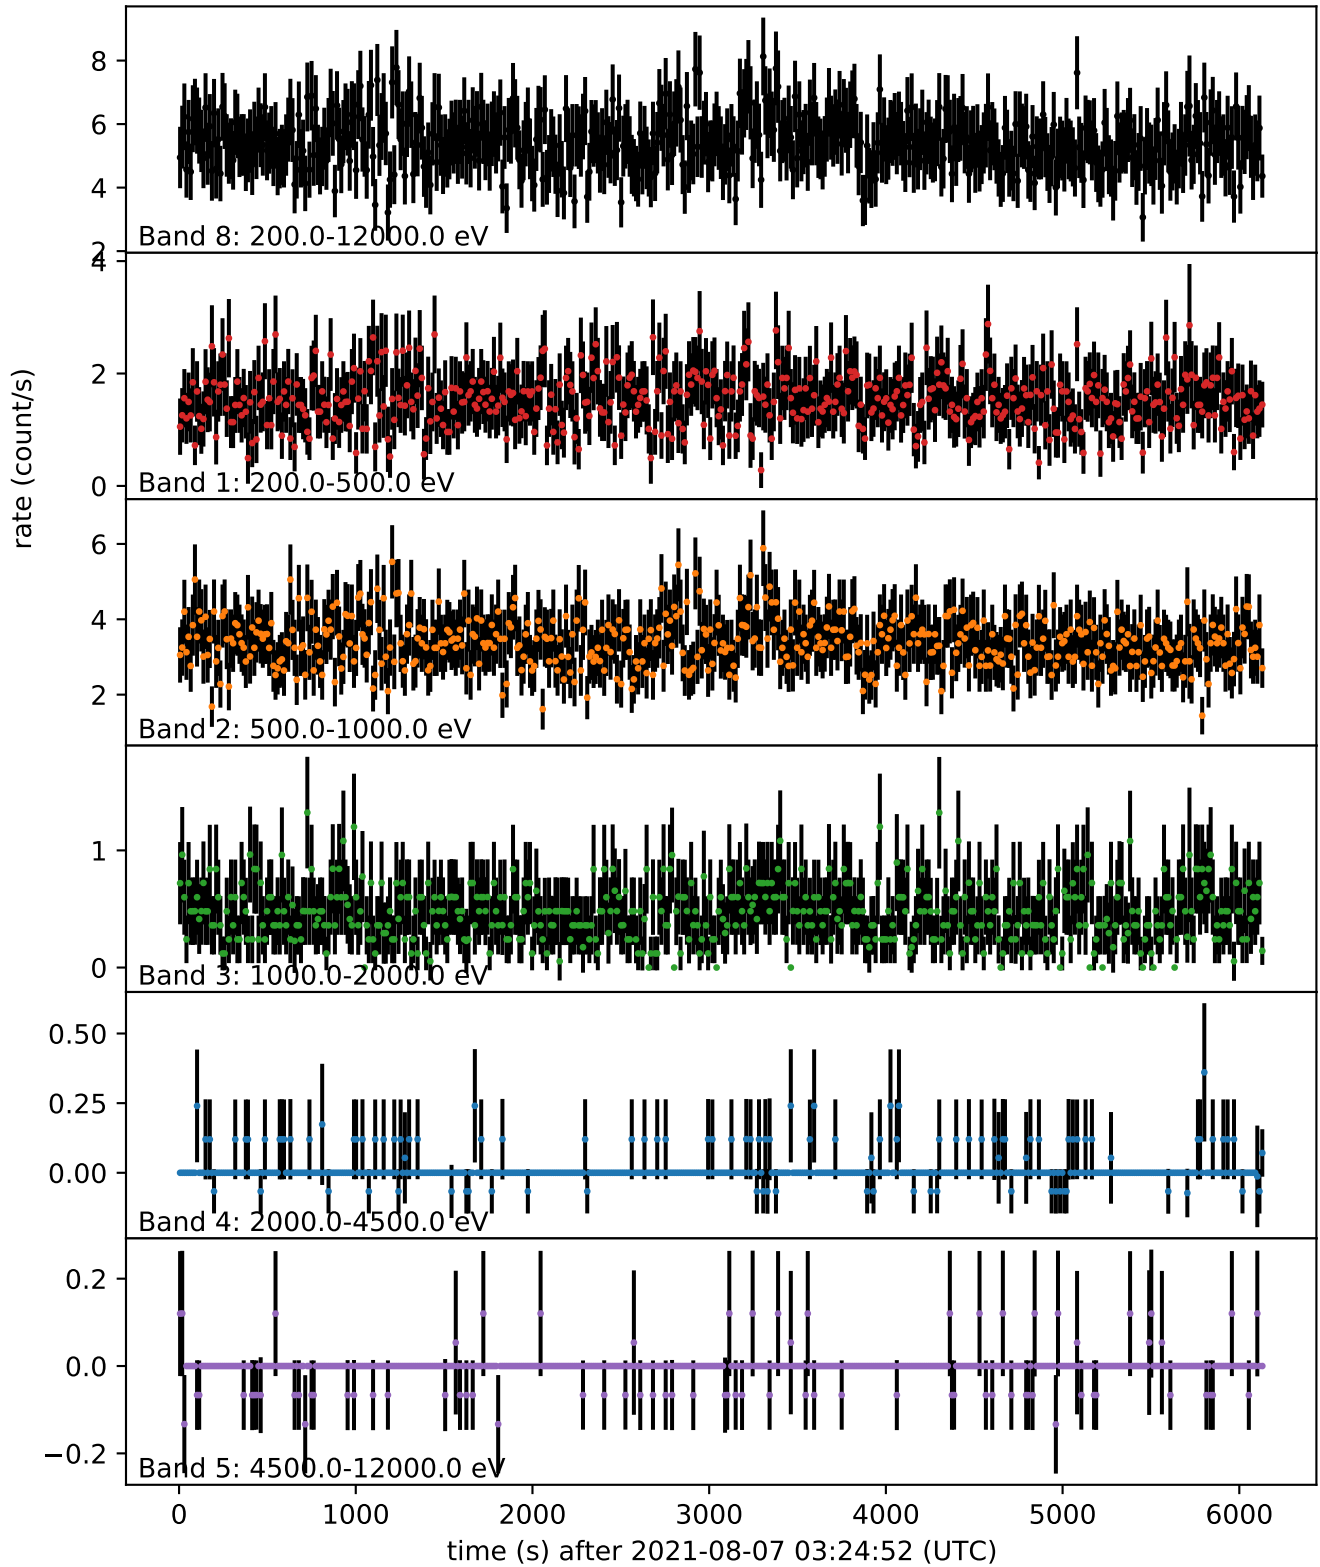 8
6
4
2
Band 8: 200.0-12000.0 eV
4
2
0
Band 1: 200.0-500.0 eV
rate (count/s)
6
4
2
Band 2: 500.0-1000.0 eV
1
0
Band 3: 1000.0-2000.0 eV
0.50
0.25
0.00
Band 4: 2000.0-4500.0 eV
0.2
0.0
−0.2
Band 5: 4500.0-12000.0 eV
0 1000 2000 3000 4000 5000 6000
time (s) after 2021-08-07 03:24:52 (UTC)